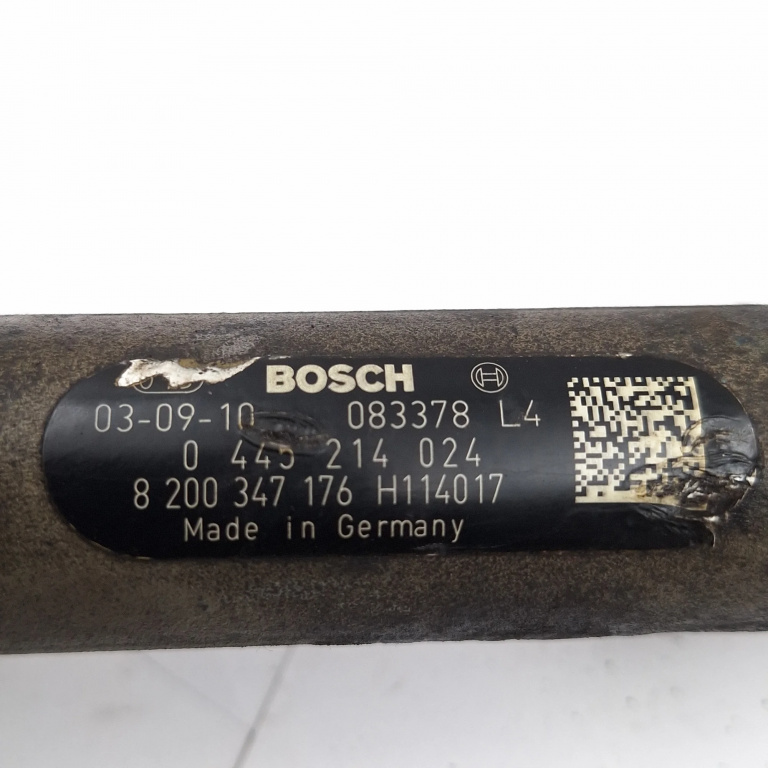 BOSCH
03-09-10 083378 L4
0 445 214 024
8 200 347 176 H114017
Made in Germany